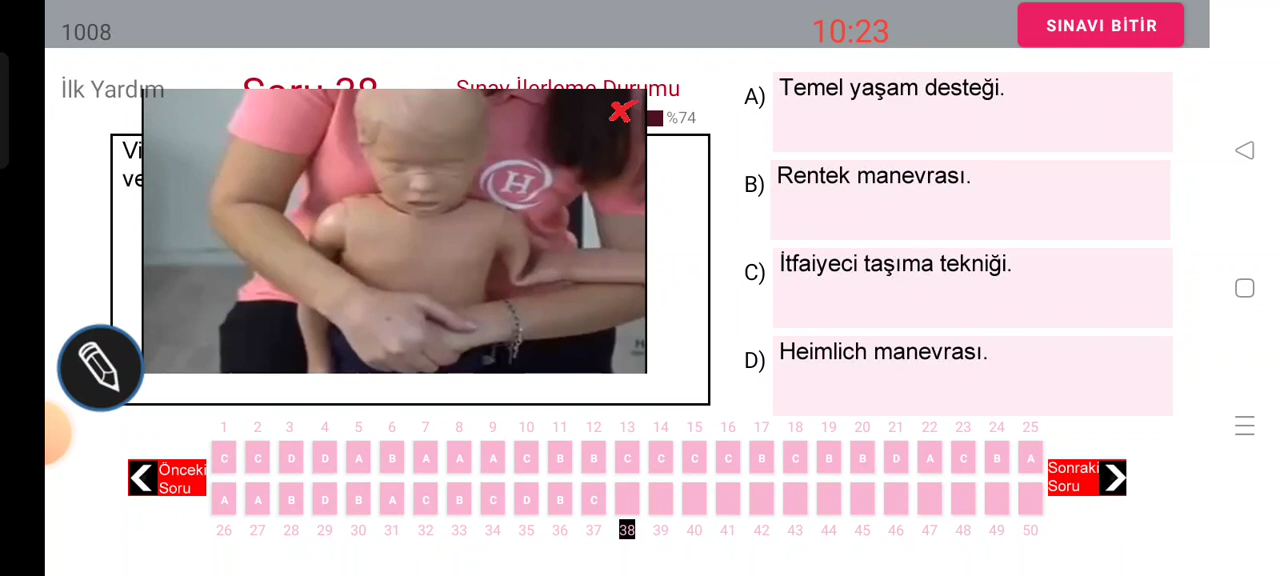 1008
10:23
SINAVI BİTİR
İlk Yardım
Soru 38
Sınav İlerleme Durumu
%74
H
A) Temel yaşam desteği.
B) Rentek manevrası.
C) İtfaiyeci taşıma tekniği.
D) Heimlich manevrası.
Önceki Soru
1 2 3 4 5 6 7 8 9 10 11 12 13 14 15 16 17 18 19 20 21 22 23 24 25
C C D D A B A A A C B B C C C C B C B B D A C B A
A A B D B A C B C D B C
26 27 28 29 30 31 32 33 34 35 36 37 38 39 40 41 42 43 44 45 46 47 48 49 50
Sonraki Soru